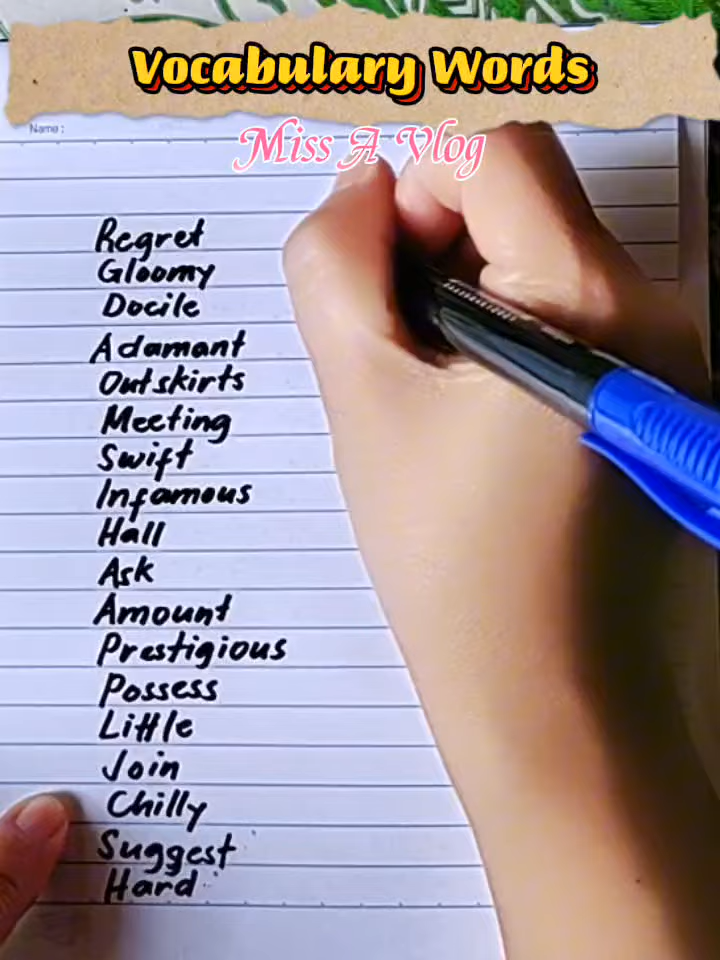 Vocabulary Words
Name :
Miss A Vlog
Regret
Gloomy
Docile
Adamant
Outskirts
Meeting
Swift
Infamous
Hall
Ask
Amount
Prestigious
Possess
Little
Join
Chilly
Suggest
Hard